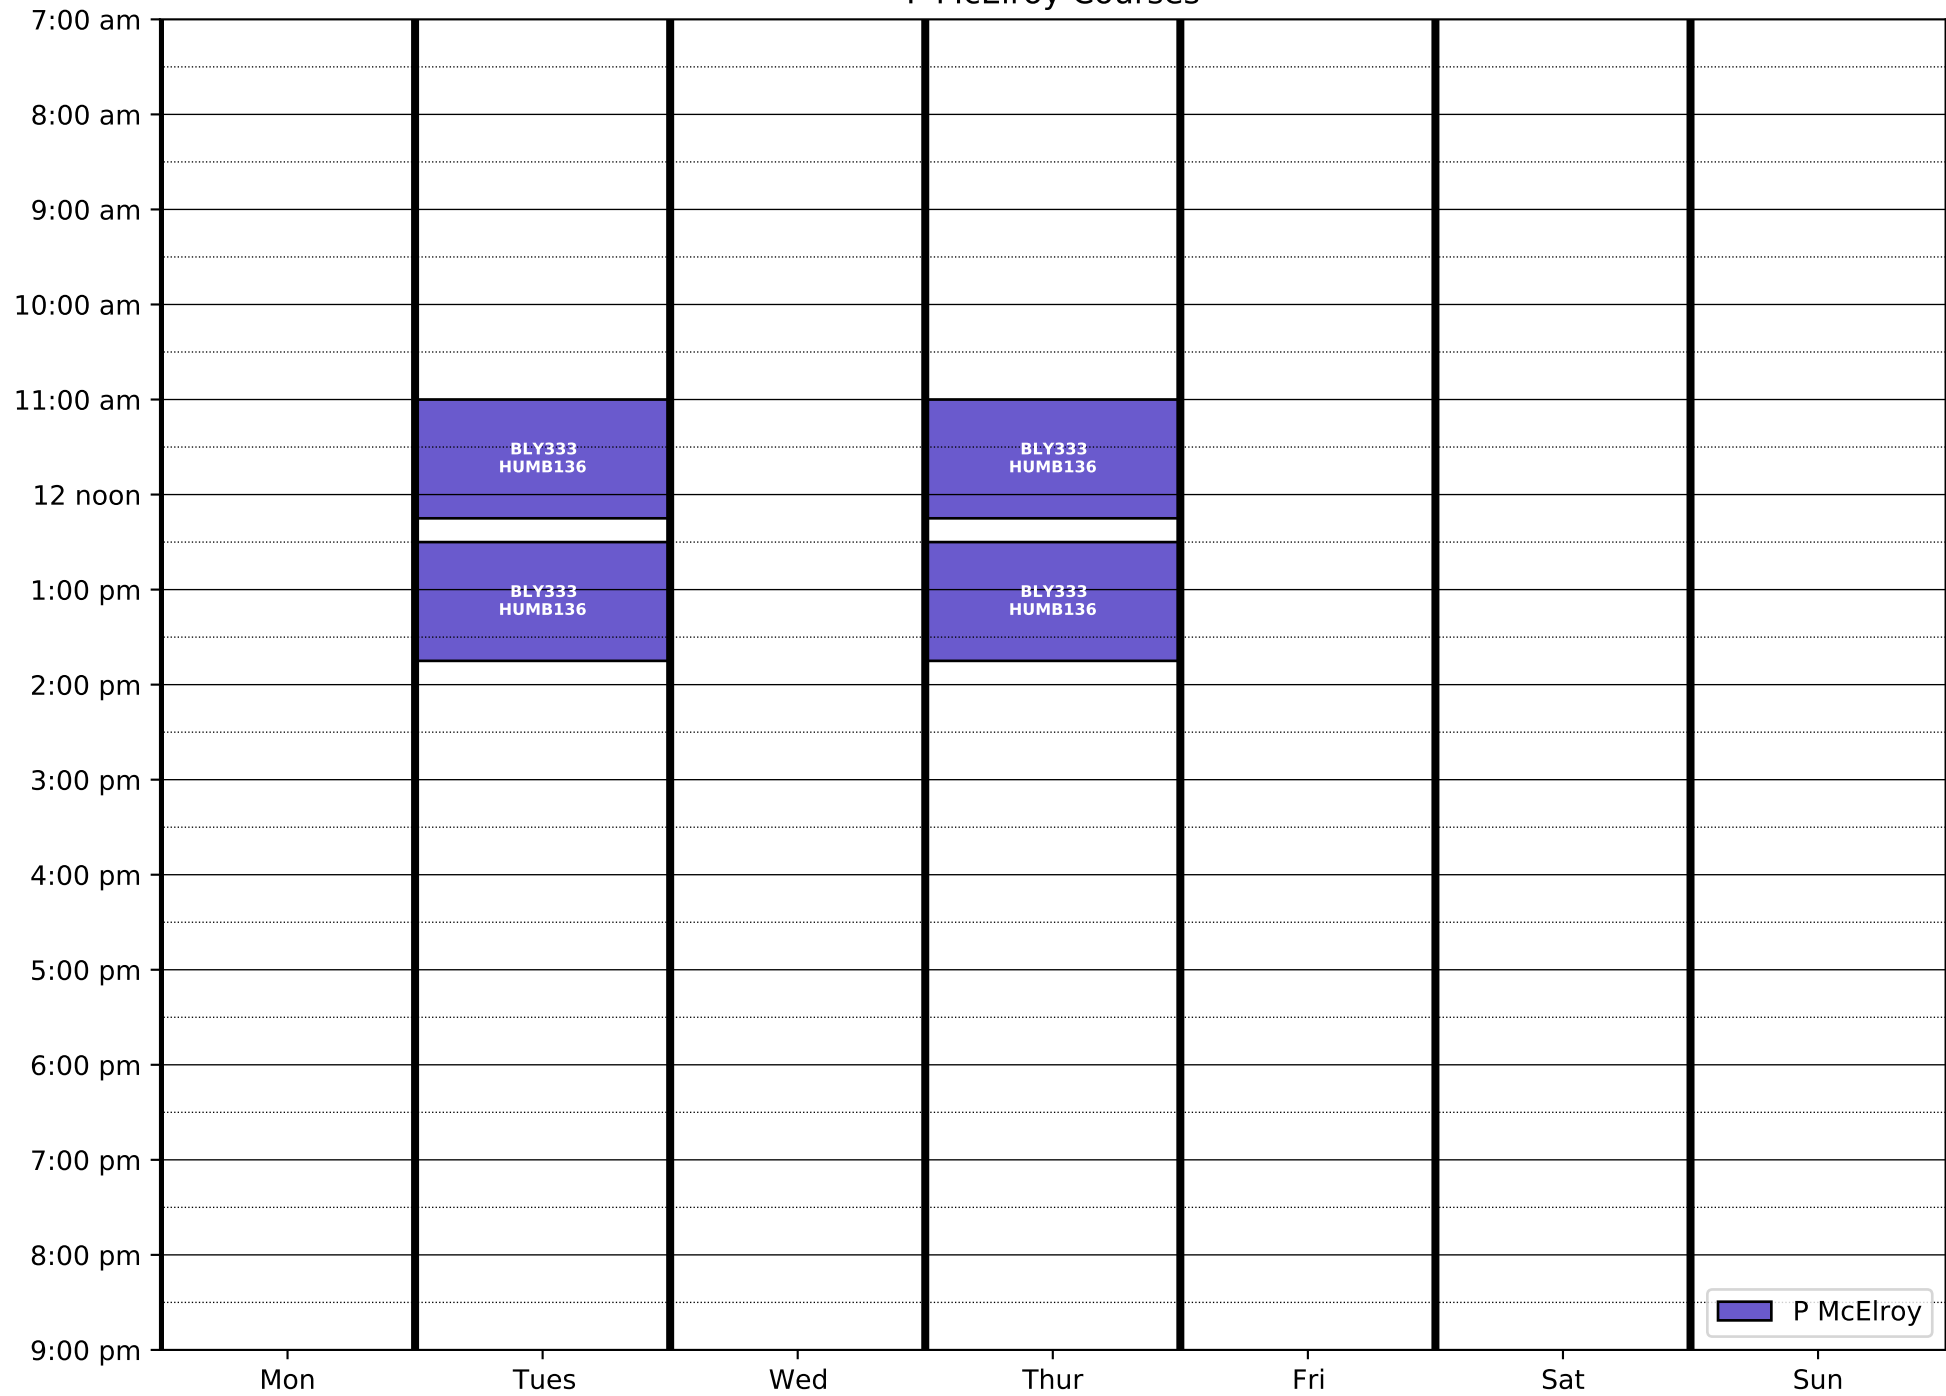 P McElroy Courses
7:00 am
8:00 am
9:00 am
10:00 am
11:00 am
BLY333
HUMB136
BLY333
HUMB136
12 noon
BLY333
HUMB136
BLY333
HUMB136
1:00 pm
2:00 pm
3:00 pm
4:00 pm
5:00 pm
6:00 pm
7:00 pm
8:00 pm
P McElroy
9:00 pm
Mon
Tues
Wed
Thur
Fri
Sat
Sun